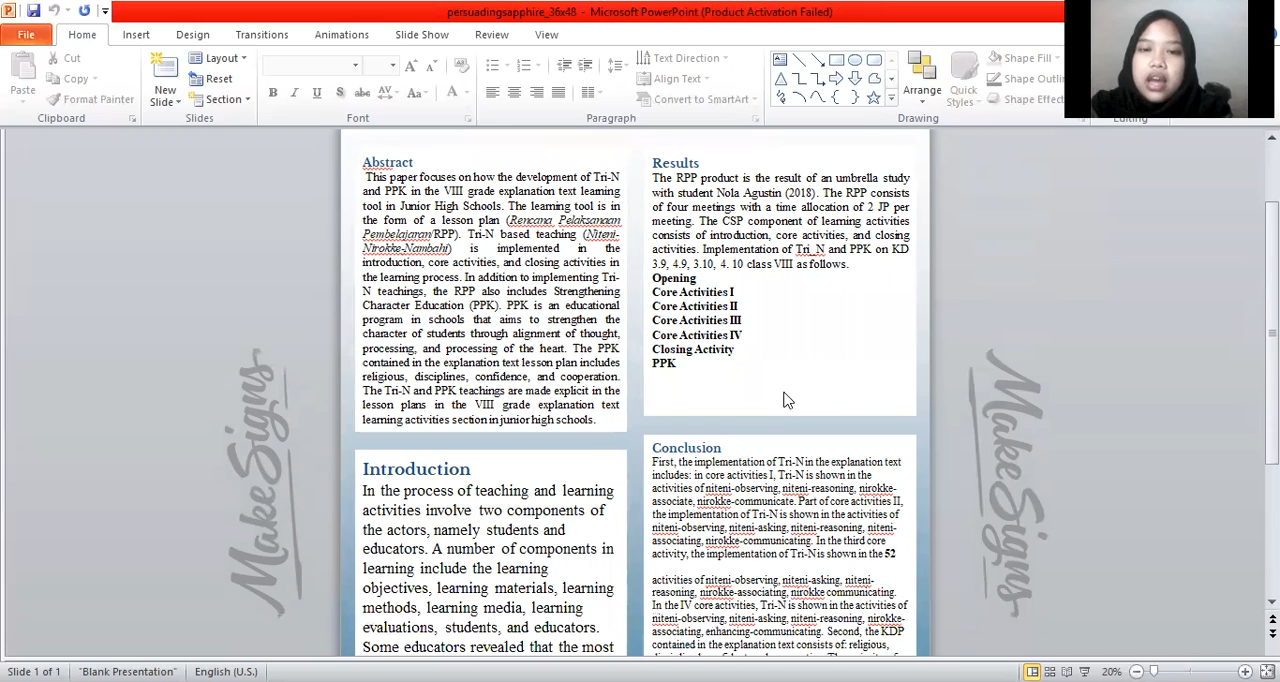 persuadingsapphire_36x48 - Microsoft PowerPoint (Product Activation Failed)
File Home Insert Design Transitions Animations Slide Show Review View
Paste
Cut
Copy
Format Painter
Clipboard
New Slide
Layout
Reset
Section
Slides
B I U S abc AV Aa A
Font
Text Direction
Align Text
Convert to SmartArt
Paragraph
Arrange
Quick Styles
Drawing
Shape Fill
Shape Outlin
Shape Effect
Editing
Abstract
This paper focuses on how the development of Tri-N
and PPK in the VIII grade explanation text learning
tool in Junior High Schools. The learning tool is in
the form of a lesson plan (Rencana Pelaksanaan
Pembelajaran/RPP). Tri-N based teaching (Niteni-
Nirokke-Nambahi) is implemented in the
introduction, core activities, and closing activities in
the learning process. In addition to implementing Tri-
N teachings, the RPP also includes Strengthening
Character Education (PPK). PPK is an educational
program in schools that aims to strengthen the
character of students through alignment of thought,
processing, and processing of the heart. The PPK
contained in the explanation text lesson plan includes
religious, disciplines, confidence, and cooperation.
The Tri-N and PPK teachings are made explicit in the
lesson plans in the VIII grade explanation text
learning activities section in junior high schools.
Introduction
In the process of teaching and learning
activities involve two components of
the actors, namely students and
educators. A number of components in
learning include the learning
objectives, learning materials, learning
methods, learning media, learning
evaluations, students, and educators.
Some educators revealed that the most
Results
The RPP product is the result of an umbrella study
with student Nola Agustin (2018). The RPP consists
of four meetings with a time allocation of 2 JP per
meeting. The CSP component of learning activities
consists of introduction, core activities, and closing
activities. Implementation of Tri_N and PPK on KD
3.9, 4.9, 3.10, 4. 10 class VIII as follows.
Opening
Core Activities I
Core Activities II
Core Activities III
Core Activities IV
Closing Activity
PPK
Conclusion
First, the implementation of Tri-N in the explanation text
includes: in core activities I, Tri-N is shown in the
activities of niteni-observing, niteni-reasoning, nirokke-
associate, nirokke-communicate. Part of core activities II,
the implementation of Tri-N is shown in the activities of
niteni-observing, niteni-asking, niteni-reasoning, niteni-
associating, nirokke-communicating. In the third core
activity, the implementation of Tri-N is shown in the 52
activities of niteni-observing, niteni-asking, niteni-
reasoning, nirokke-associating, nirokke communicating.
In the IV core activities, Tri-N is shown in the activities of
niteni-observing, niteni-asking, niteni-reasoning, nirokke-
associating, enhancing-communicating. Second, the KDP
contained in the explanation text consists of: religious,
MakeSigns
MakeSigns
Slide 1 of 1 "Blank Presentation" English (U.S.) 20%